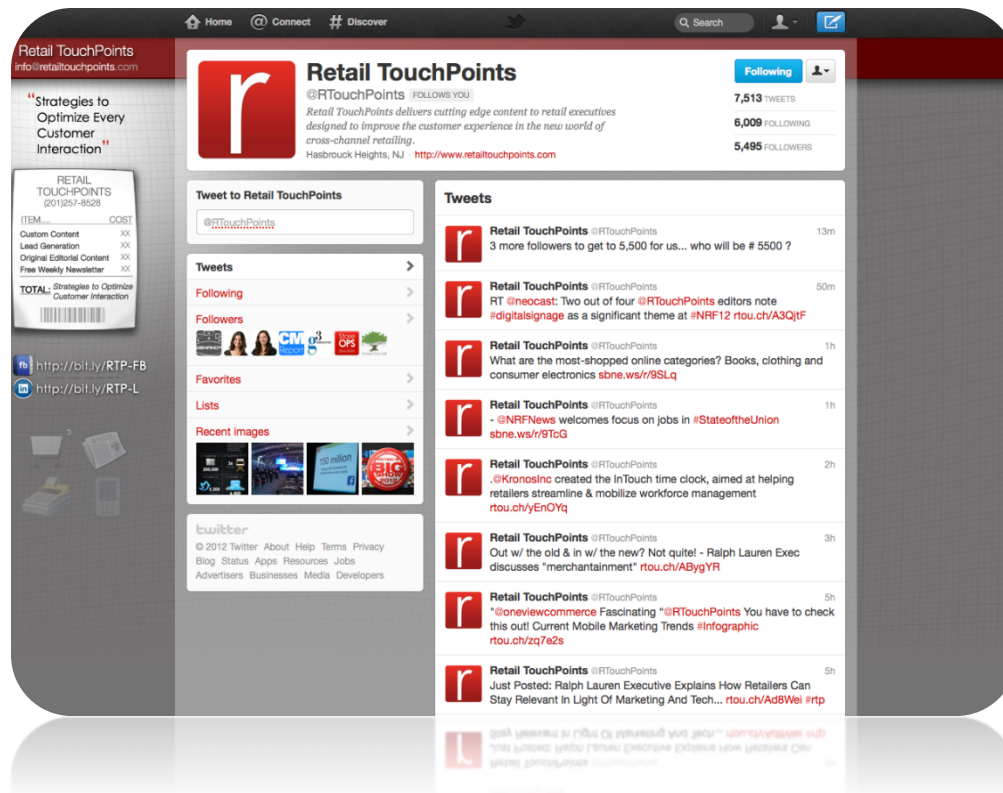 Home @ Connect # Discover Search
Retail TouchPoints
info@retailtouchpoints.com
"Strategies to
Optimize Every
Customer
Interaction"
RETAIL
TOUCHPOINTS
(201)257-8528
ITEM.... COST
Custom Content XX
Lead Generation XX
Original Editorial Content XX
Free Weekly Newsletter XX
TOTAL: Strategies to Optimize
Customer Interaction
fb http://bit.ly/RTP-FB
in http://bit.ly/RTP-L
r
Retail TouchPoints
@RTouchPoints FOLLOWS YOU
Retail TouchPoints delivers cutting edge content to retail executives
designed to improve the customer experience in the new world of
cross-channel retailing.
Hasbrouck Heights, NJ · http://www.retailtouchpoints.com
Following
7,513 TWEETS
6,009 FOLLOWING
5,495 FOLLOWERS
Tweet to Retail TouchPoints
@RTouchPoints
Tweets
Following
Followers
CM
Report
g3
Store
OPS
Favorites
Lists
Recent images
150 million
BIG
SHOW
2012
twitter
© 2012 Twitter About Help Terms Privacy
Blog Status Apps Resources Jobs
Advertisers Businesses Media Developers
Tweets
Retail TouchPoints @RTouchPoints 13m
3 more followers to get to 5,500 for us... who will be # 5500 ?
Retail TouchPoints @RTouchPoints 50m
RT @neocast: Two out of four @RTouchPoints editors note
#digitalsignage as a significant theme at #NRF12 rtou.ch/A3QjtF
Retail TouchPoints @RTouchPoints 1h
What are the most-shopped online categories? Books, clothing and
consumer electronics sbne.ws/r/9SLq
Retail TouchPoints @RTouchPoints 1h
- @NRFNews welcomes focus on jobs in #StateoftheUnion
sbne.ws/r/9TcG
Retail TouchPoints @RTouchPoints 2h
.@KronosInc created the InTouch time clock, aimed at helping
retailers streamline & mobilize workforce management
rtou.ch/yEnOYq
Retail TouchPoints @RTouchPoints 3h
Out w/ the old & in w/ the new? Not quite! - Ralph Lauren Exec
discusses "merchantainment" rtou.ch/ABygYR
Retail TouchPoints @RTouchPoints 5h
"@oneviewcommerce Fascinating "@RTouchPoints You have to check
this out! Current Mobile Marketing Trends #Infographic
rtou.ch/zq7e2s
Retail TouchPoints @RTouchPoints 5h
Just Posted: Ralph Lauren Executive Explains How Retailers Can
Stay Relevant In Light Of Marketing And Tech... rtou.ch/Ad8Wei #rtp